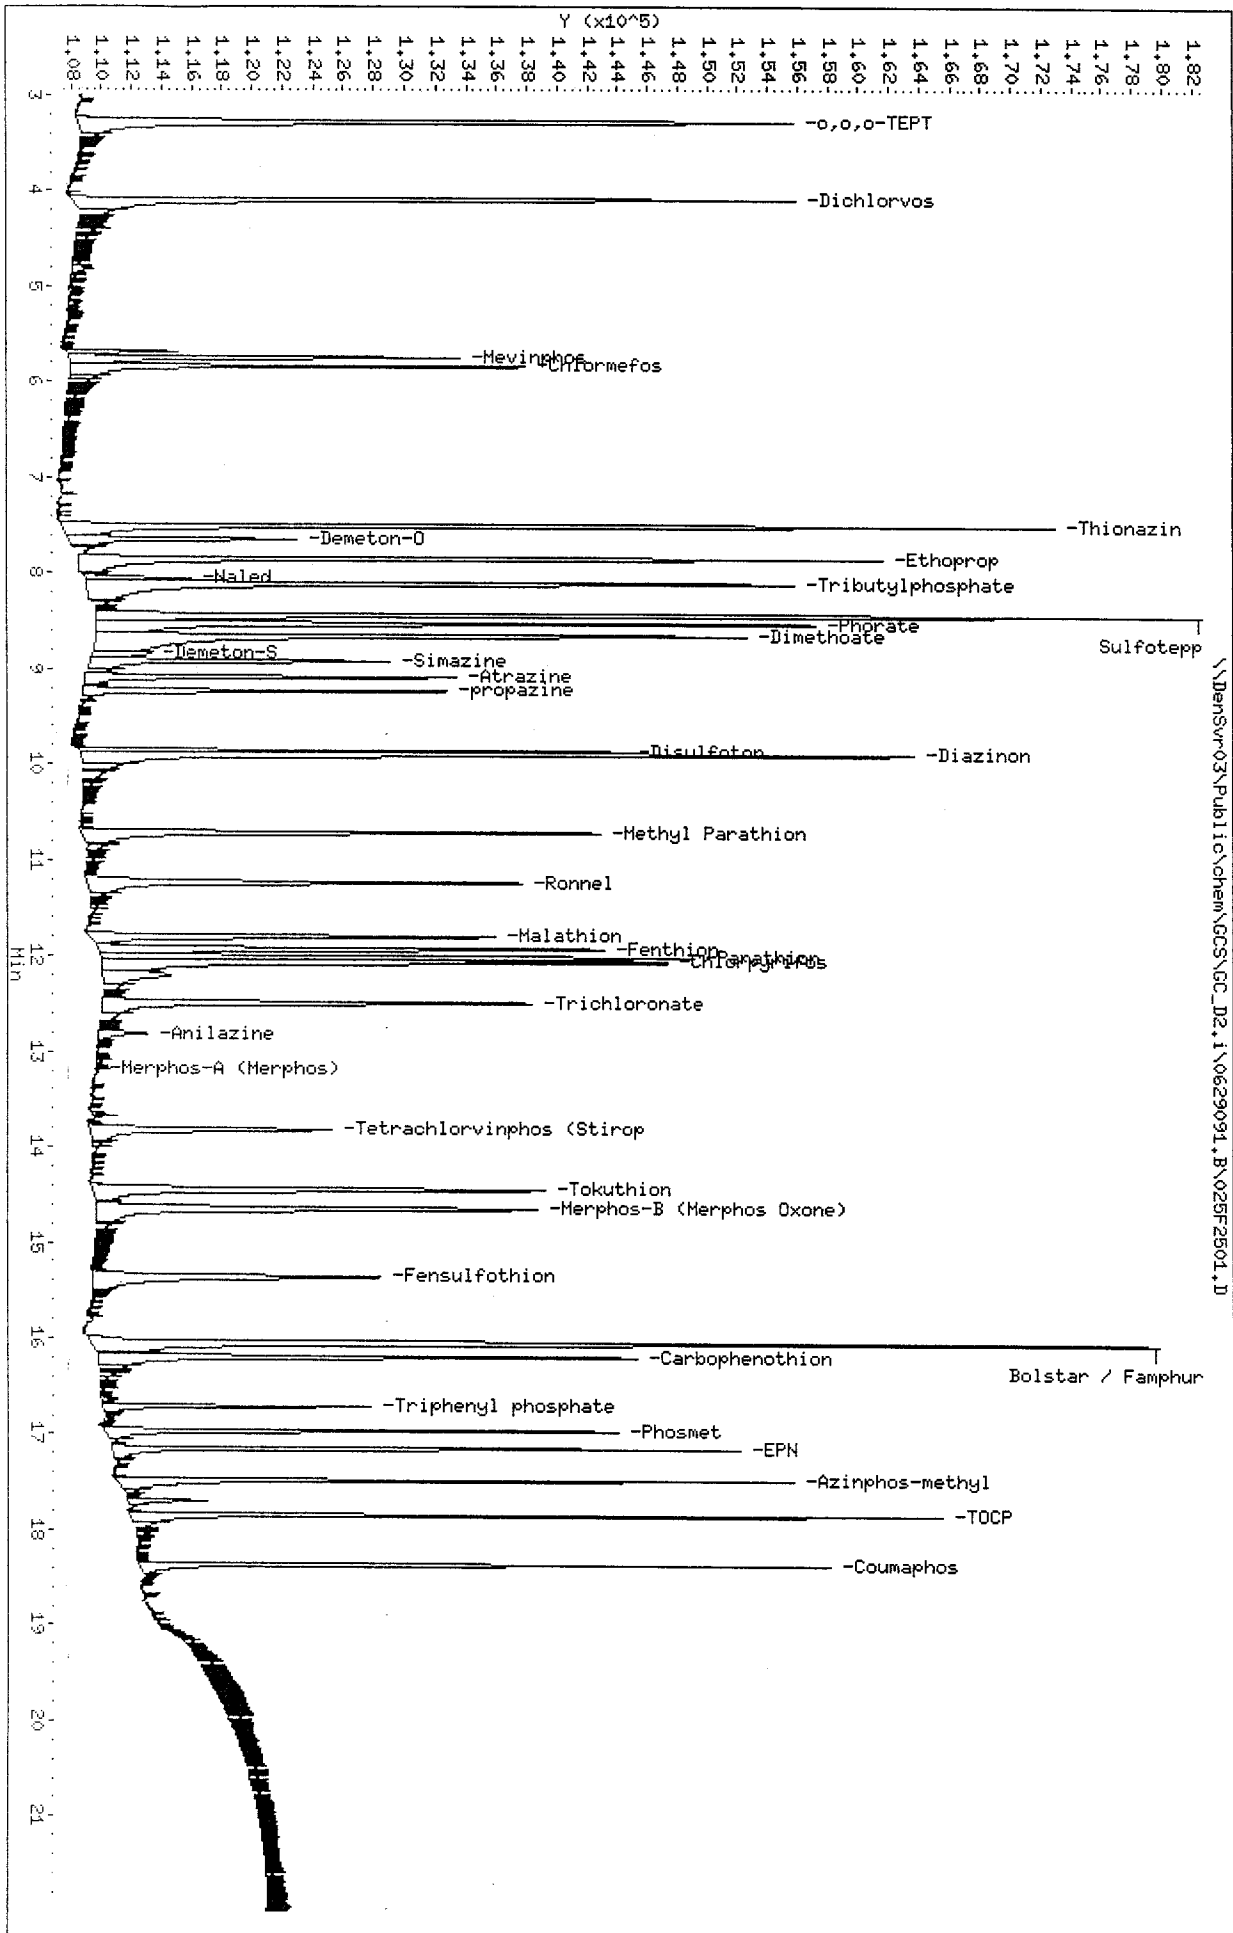 Y (x10^5)
1.08
1.10
1.12
1.14
1.16
1.18
1.20
1.22
1.24
1.26
1.28
1.30
1.32
1.34
1.36
1.38
1.40
1.42
1.44
1.46
1.48
1.50
1.52
1.54
1.56
1.58
1.60
1.62
1.64
1.66
1.68
1.70
1.72
1.74
1.76
1.78
1.80
1.82
3
4
5
6
7
8
9
10
11
12
13
14
15
16
17
18
19
20
21
Min
-o,o,o-TEPT
-Dichlorvos
-Mevinphos
-Chlormefos
-Thionazin
-Demeton-O
-Ethoprop
-Naled
-Tributylphosphate
Sulfotepp
-Phorate
-Dimethoate
-Demeton-S
-Simazine
-Atrazine
-propazine
-Disulfoton
-Diazinon
-Methyl Parathion
-Ronnel
-Malathion
-Fenthion
-Parathion
-Chlorpyrifos
-Trichloronate
-Anilazine
-Merphos-A (Merphos)
-Tetrachlorvinphos (Stirop
-Tokuthion
-Merphos-B (Merphos Oxone)
-Fensulfothion
Bolstar / Famphur
-Carbophenothion
-Triphenyl phosphate
-Phosmet
-EPN
-Azinphos-methyl
-TOCP
-Coumaphos
\\DenSvr03\Public\chem\GCS\GC_D2.i\0629091.B\025F2501.D